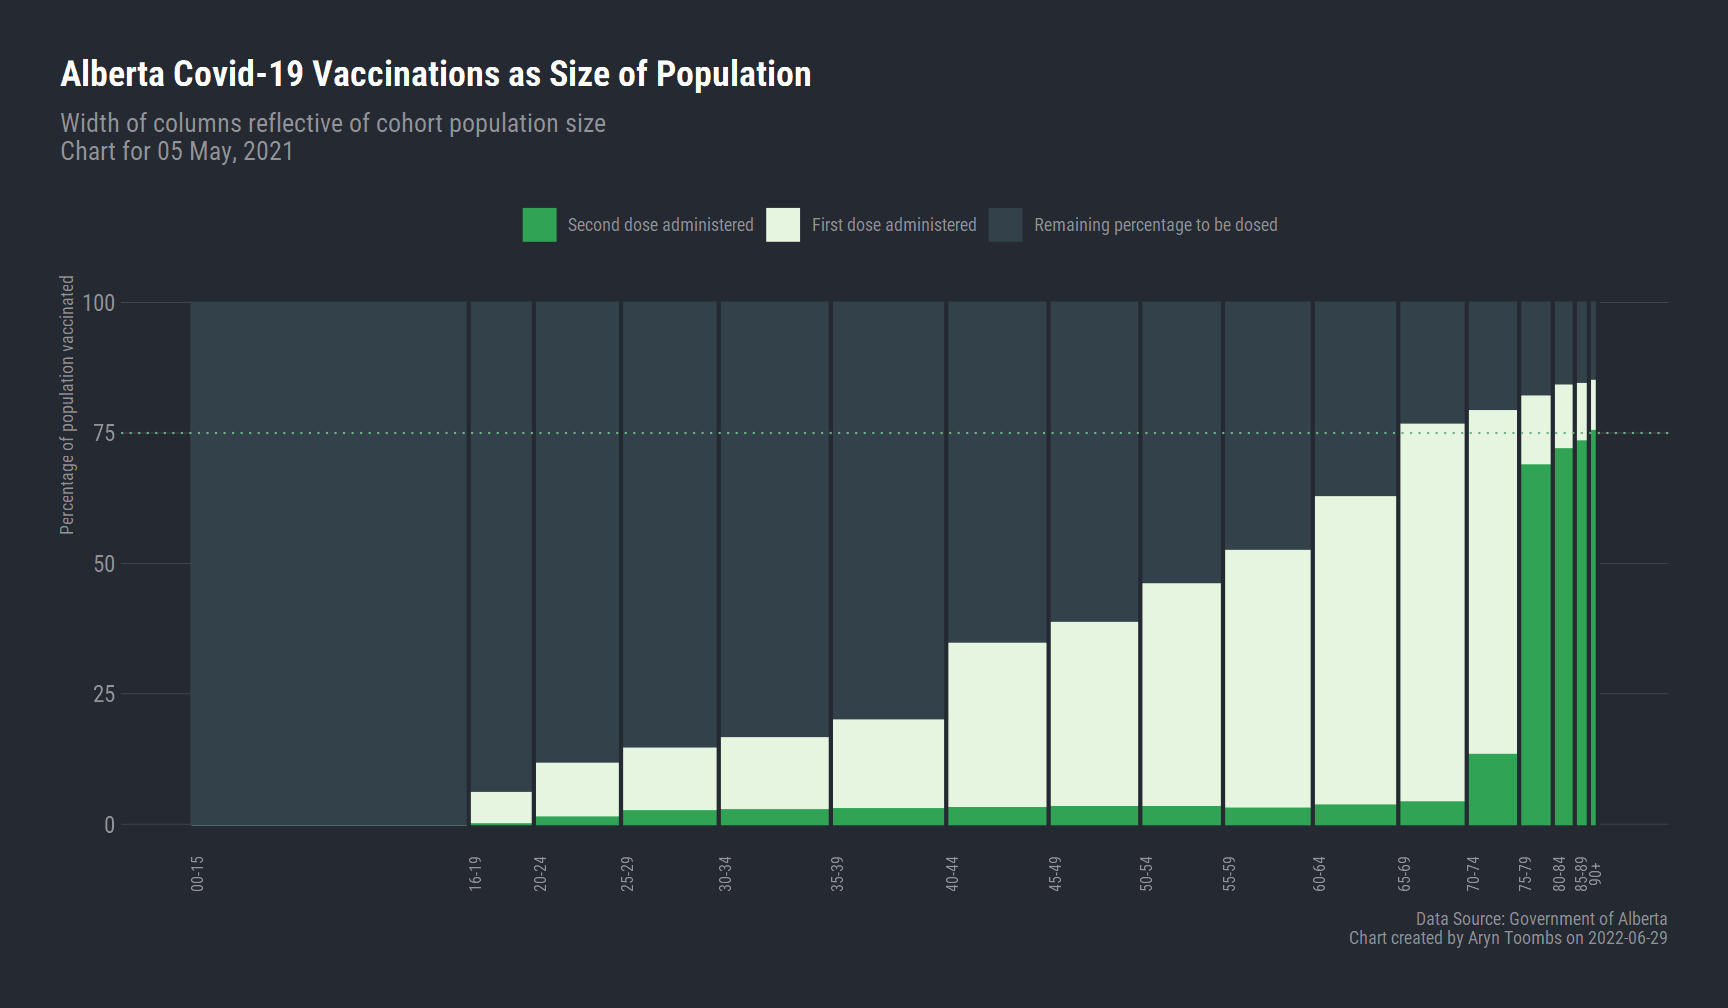 Alberta Covid-19 Vaccinations as Size of Population
Width of columns reflective of cohort population size
Chart for 05 May, 2021
Second dose administered
First dose administered
Remaining percentage to be dosed
Percentage of population vaccinated
100
75
50
25
0
00-15
16-19
20-24
25-29
30-34
35-39
40-44
45-49
50-54
55-59
60-64
65-69
70-74
75-79
80-84
85-89
90+
Data Source: Government of Alberta
Chart created by Aryn Toombs on 2022-06-29